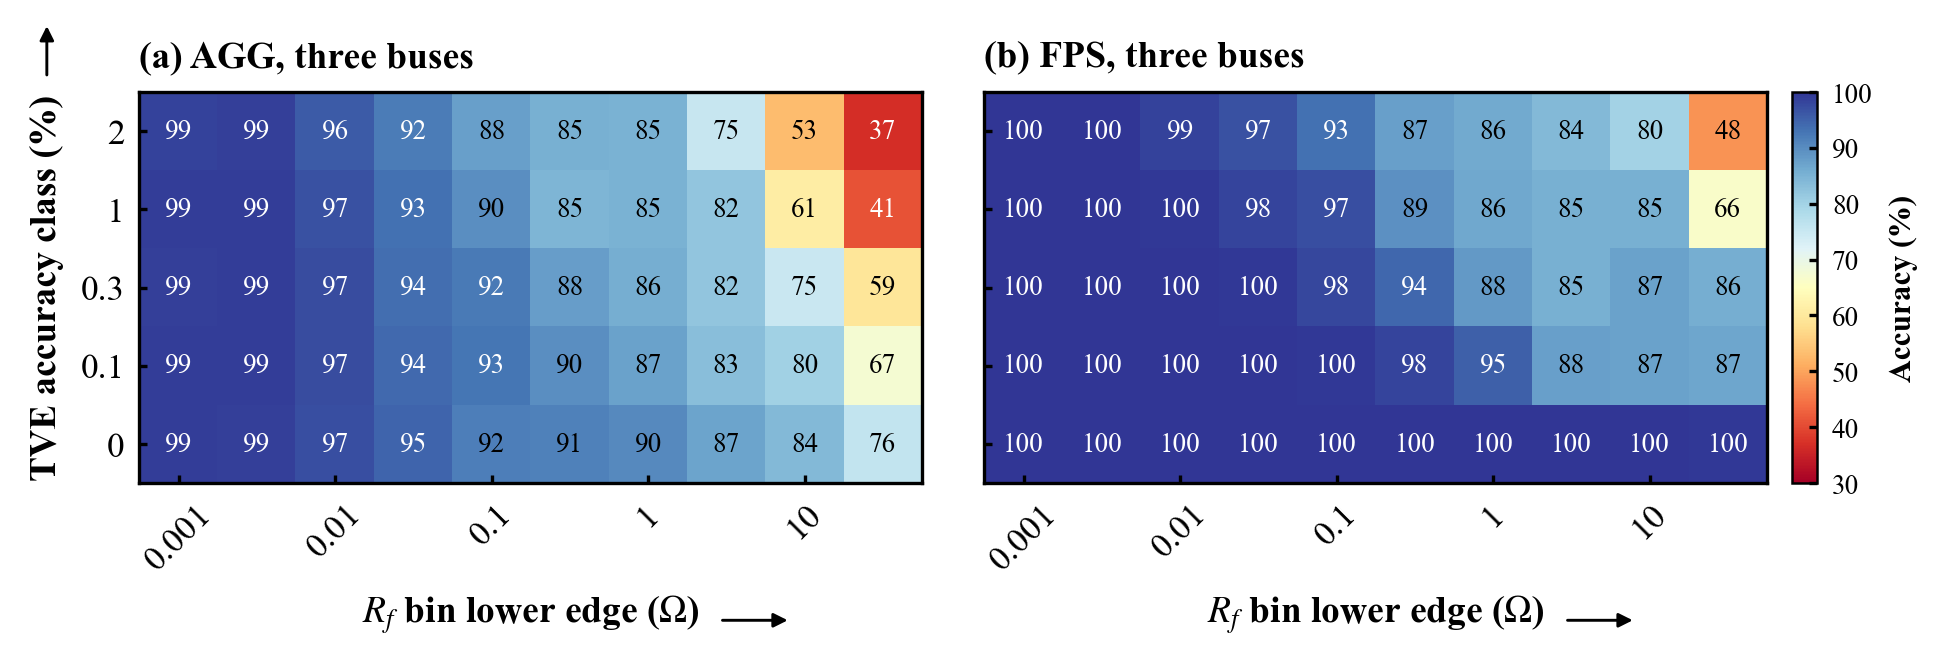 (a) AGG, three buses
TVE accuracy class (%)
2 99 99 96 92 88 85 85 75 53 37
1 99 99 97 93 90 85 85 82 61 41
0.3 99 99 97 94 92 88 86 82 75 59
0.1 99 99 97 94 93 90 87 83 80 67
0 99 99 97 95 92 91 90 87 84 76
0.001 0.01 0.1 1 10
R_f bin lower edge (Ω)
(b) FPS, three buses
100 100 99 97 93 87 86 84 80 48
100 100 100 98 97 89 86 85 85 66
100 100 100 100 98 94 88 85 87 86
100 100 100 100 100 98 95 88 87 87
100 100 100 100 100 100 100 100 100 100
0.001 0.01 0.1 1 10
R_f bin lower edge (Ω)
100
90
80
70
60
50
40
30
Accuracy (%)